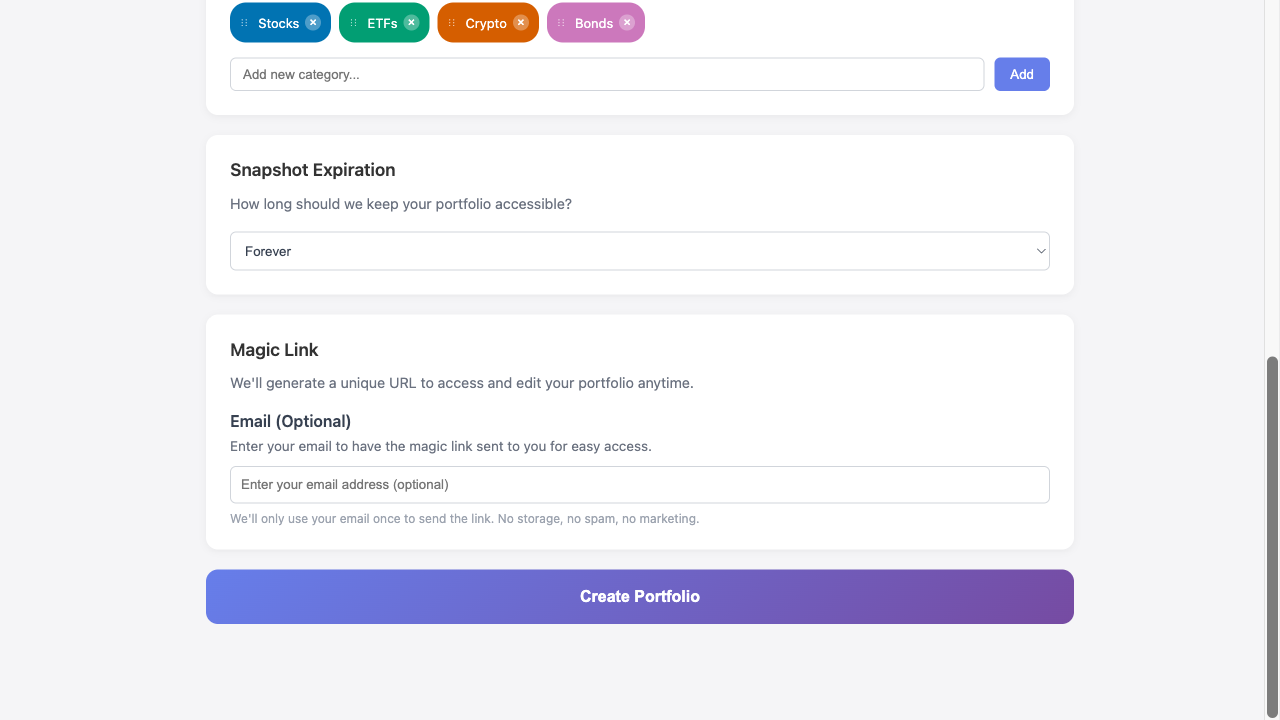 Stocks ETFs Crypto Bonds
Add new category... Add
Snapshot Expiration
How long should we keep your portfolio accessible?
Forever
Magic Link
We'll generate a unique URL to access and edit your portfolio anytime.
Email (Optional)
Enter your email to have the magic link sent to you for easy access.
Enter your email address (optional)
We'll only use your email once to send the link. No storage, no spam, no marketing.
Create Portfolio